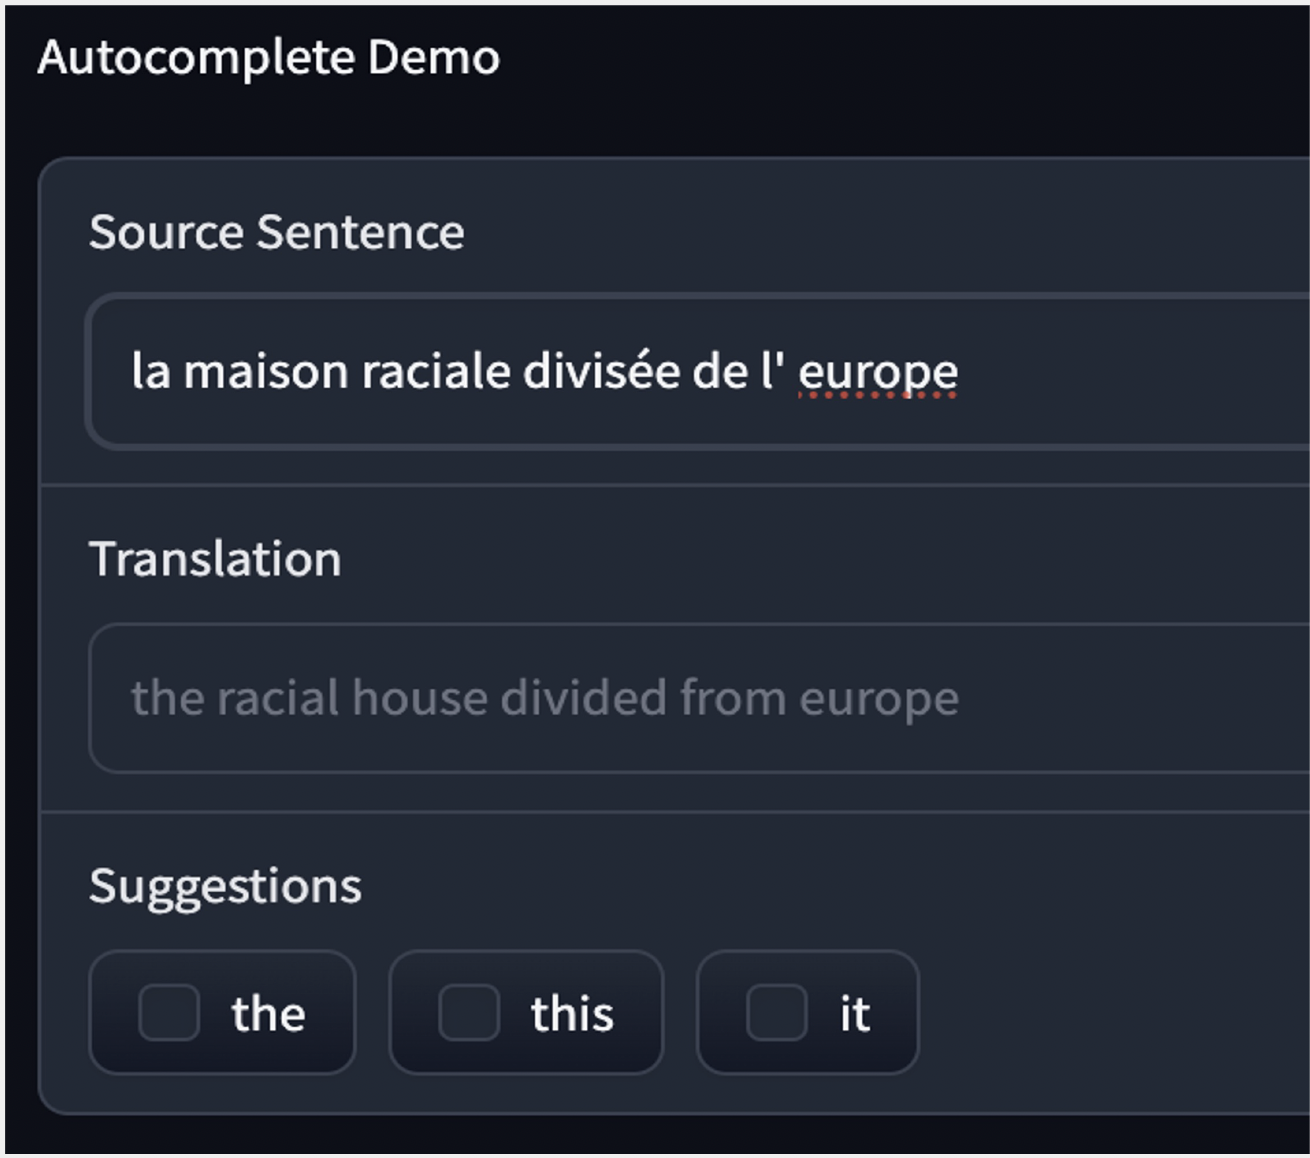 Autocomplete Demo
Source Sentence
la maison raciale divisée de l' europe
Translation
the racial house divided from europe
Suggestions
the this it